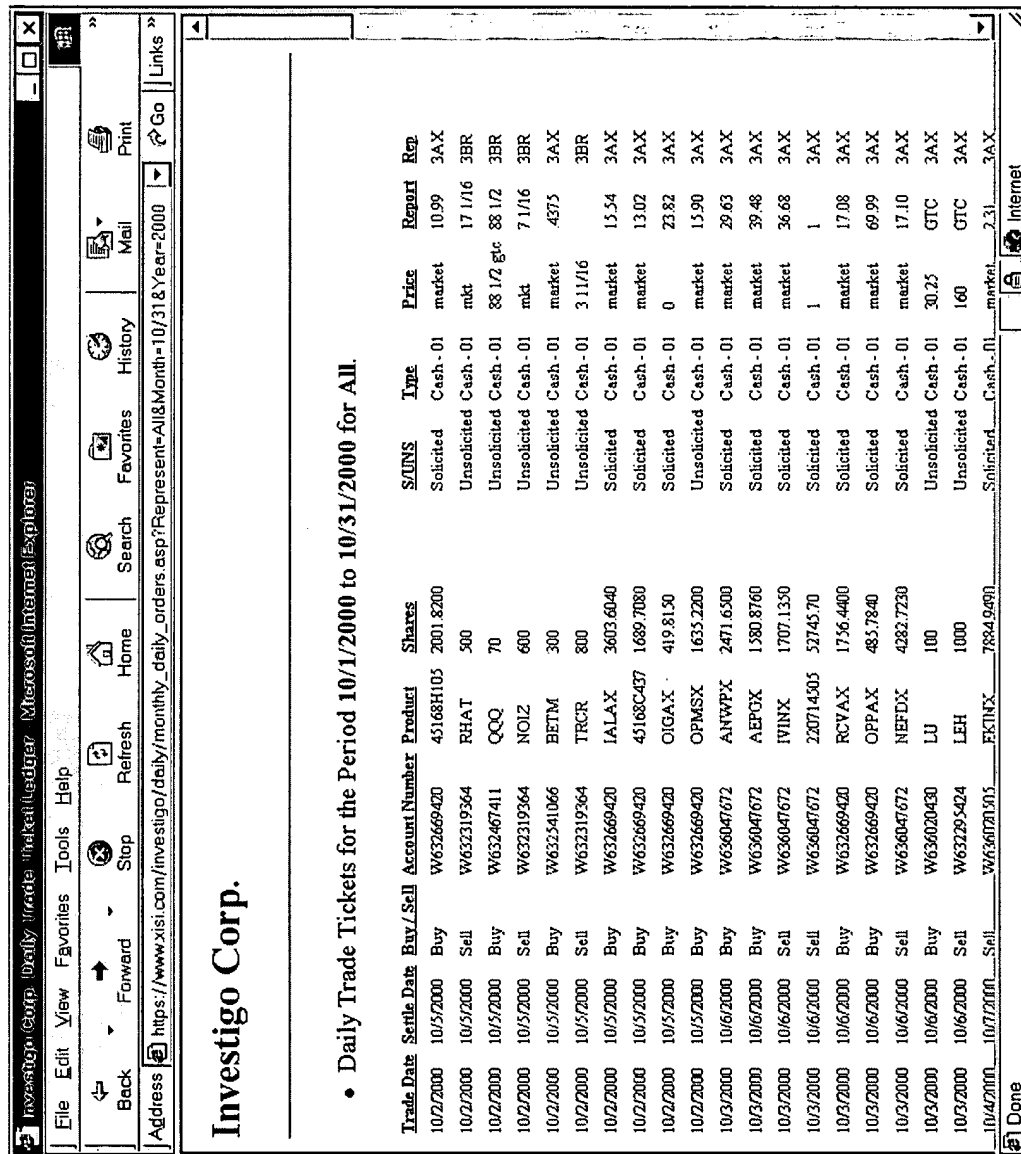 Investigo Corp. Daily Trade Ticket Ledger Microsoft Internet Explorer
File Edit View Favorites Tools Help
Back Forward Stop Refresh Home Search Favorites History Mail Print »
Address https://www.xisi.com/investigo/daily/monthly_daily_orders.asp?Represent=All&Month=10/31&Year=2000 Go Links »
Investigo Corp.
• Daily Trade Tickets for the Period 10/1/2000 to 10/31/2000 for All.
Trade Date Settle Date Buy / Sell Account Number Product Shares S/UNS Type Price Report Rep
10/2/2000 10/5/2000 Buy W632669420 45168H105 2001.8200 Solicited Cash - 01 market 10.99 3AX
10/2/2000 10/5/2000 Sell W632319364 RHAT 500 Unsolicited Cash - 01 mkt 17 1/16 3BR
10/2/2000 10/5/2000 Buy W632467411 QQQ 70 Unsolicited Cash - 01 88 1/2 gtc 88 1/2 3BR
10/2/2000 10/5/2000 Sell W632319364 NOIZ 600 Unsolicited Cash - 01 mkt 7 1/16 3BR
10/2/2000 10/5/2000 Buy W632541066 BETM 300 Unsolicited Cash - 01 market .4375 3AX
10/2/2000 10/5/2000 Sell W632319364 TRCR 800 Unsolicited Cash - 01 3 11/16 3BR
10/2/2000 10/5/2000 Buy W632669420 IALAX 3603.6040 Solicited Cash - 01 market 15.54 3AX
10/2/2000 10/5/2000 Buy W632669420 45168C437 1689.7080 Solicited Cash - 01 market 13.02 3AX
10/2/2000 10/5/2000 Buy W632669420 OIGAX 419.8150 Solicited Cash - 01 0 23.82 3AX
10/2/2000 10/5/2000 Buy W632669420 OPMSX 1635.2200 Unsolicited Cash - 01 market 15.90 3AX
10/3/2000 10/6/2000 Buy W636047672 ANWPX 2471.6500 Solicited Cash - 01 market 29.63 3AX
10/3/2000 10/6/2000 Buy W636047672 AEPGX 1580.8760 Solicited Cash - 01 market 39.48 3AX
10/3/2000 10/6/2000 Sell W636047672 IVINX 1707.1350 Solicited Cash - 01 market 36.68 3AX
10/3/2000 10/6/2000 Sell W636047672 220714305 52745.70 Solicited Cash - 01 1 1 3AX
10/3/2000 10/6/2000 Buy W632669420 RCVAX 1756.4400 Solicited Cash - 01 market 17.08 3AX
10/3/2000 10/6/2000 Buy W632669420 OPPAX 485.7840 Solicited Cash - 01 market 69.99 3AX
10/3/2000 10/6/2000 Sell W636047672 NEFDX 4282.7230 Solicited Cash - 01 market 17.10 3AX
10/3/2000 10/6/2000 Buy W636020430 LU 100 Unsolicited Cash - 01 30.25 GTC 3AX
10/3/2000 10/6/2000 Sell W632295424 LEH 1000 Unsolicited Cash - 01 160 GTC 3AX
10/4/2000 10/7/2000 Sell W636020505 FKINX 7884.9490 Solicited Cash - 01 market 2.31 3AX
Done Internet